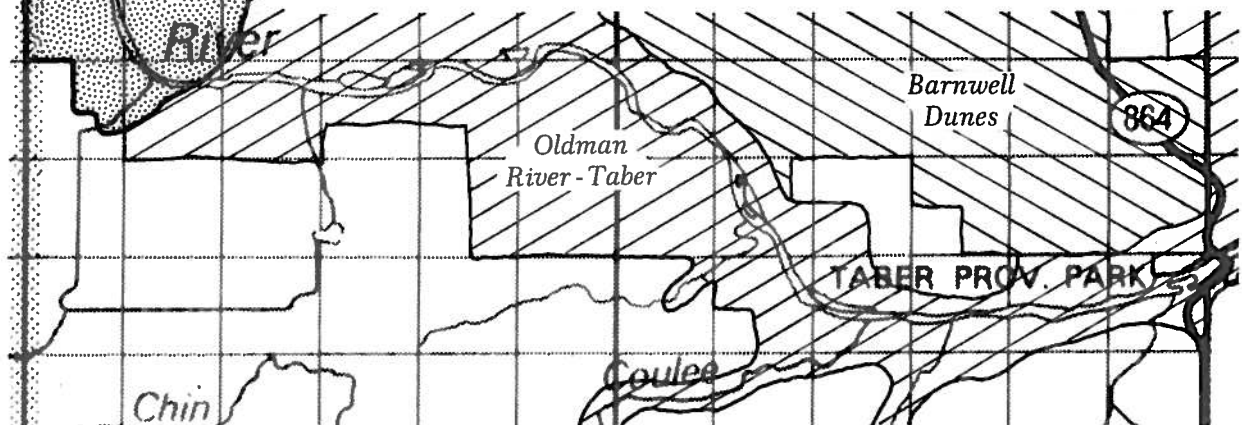 River
Barnwell
Dunes
864
Oldman
River - Taber
TABER PROV. PARK
Coulee
Chin